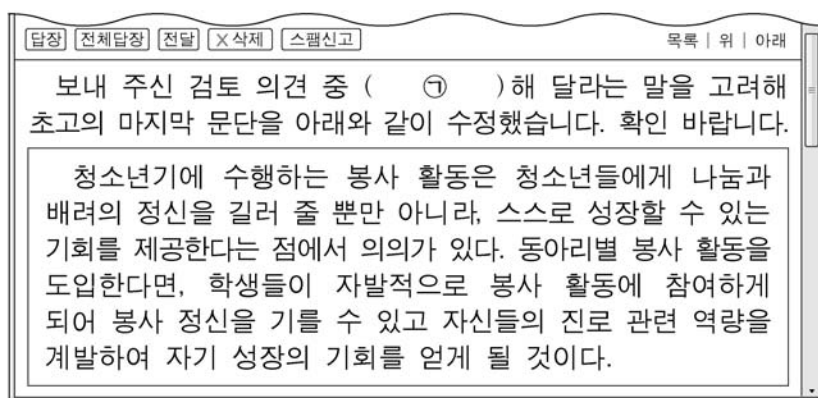 답장 전체답장 전달 X삭제 스팸신고 목록 | 위 | 아래
보내 주신 검토 의견 중 ( ㉠ )해 달라는 말을 고려해
초고의 마지막 문단을 아래와 같이 수정했습니다. 확인 바랍니다.
청소년기에 수행하는 봉사 활동은 청소년들에게 나눔과
배려의 정신을 길러 줄 뿐만 아니라, 스스로 성장할 수 있는
기회를 제공한다는 점에서 의의가 있다. 동아리별 봉사 활동을
도입한다면, 학생들이 자발적으로 봉사 활동에 참여하게
되어 봉사 정신을 기를 수 있고 자신들의 진로 관련 역량을
계발하여 자기 성장의 기회를 얻게 될 것이다.